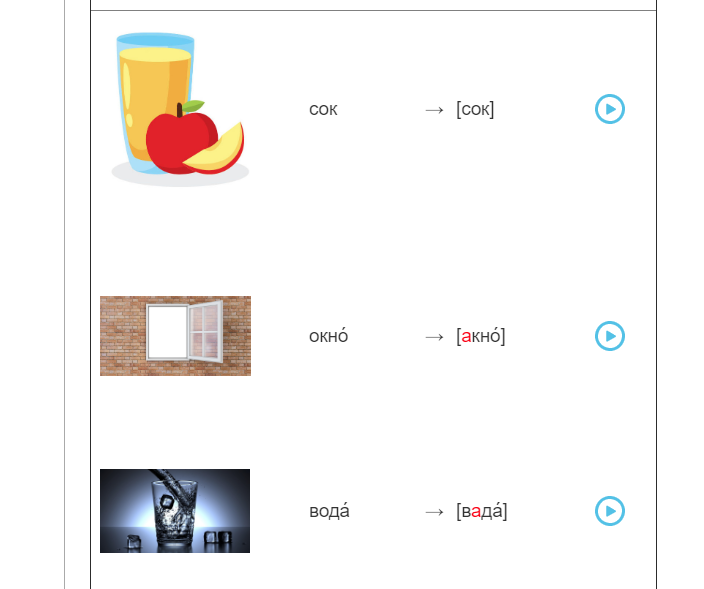 сок → [сок]
окно́ → [акно́]
вода́ → [вада́]